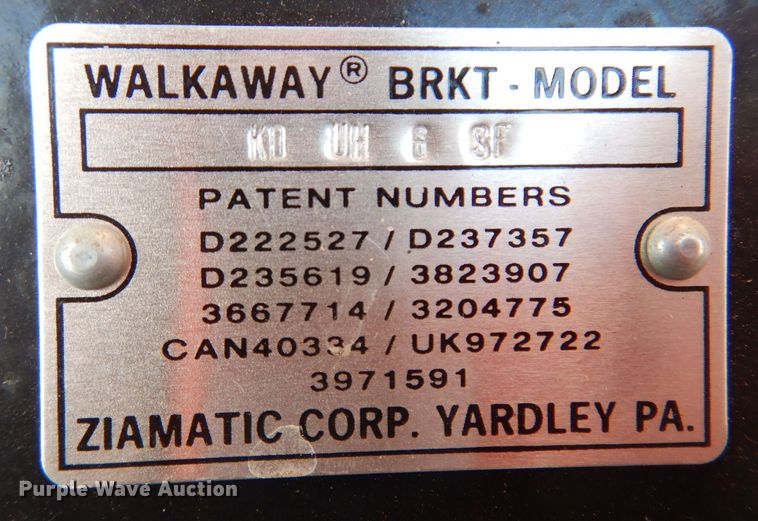 WALKAWAY® BRKT - MODEL
KD UH 6 SF
PATENT NUMBERS
D222527 / D237357
D235619 / 3823907
3667714 / 3204775
CAN40334 / UK972722
3971591
ZIAMATIC CORP. YARDLEY PA.
Purple Wave Auction